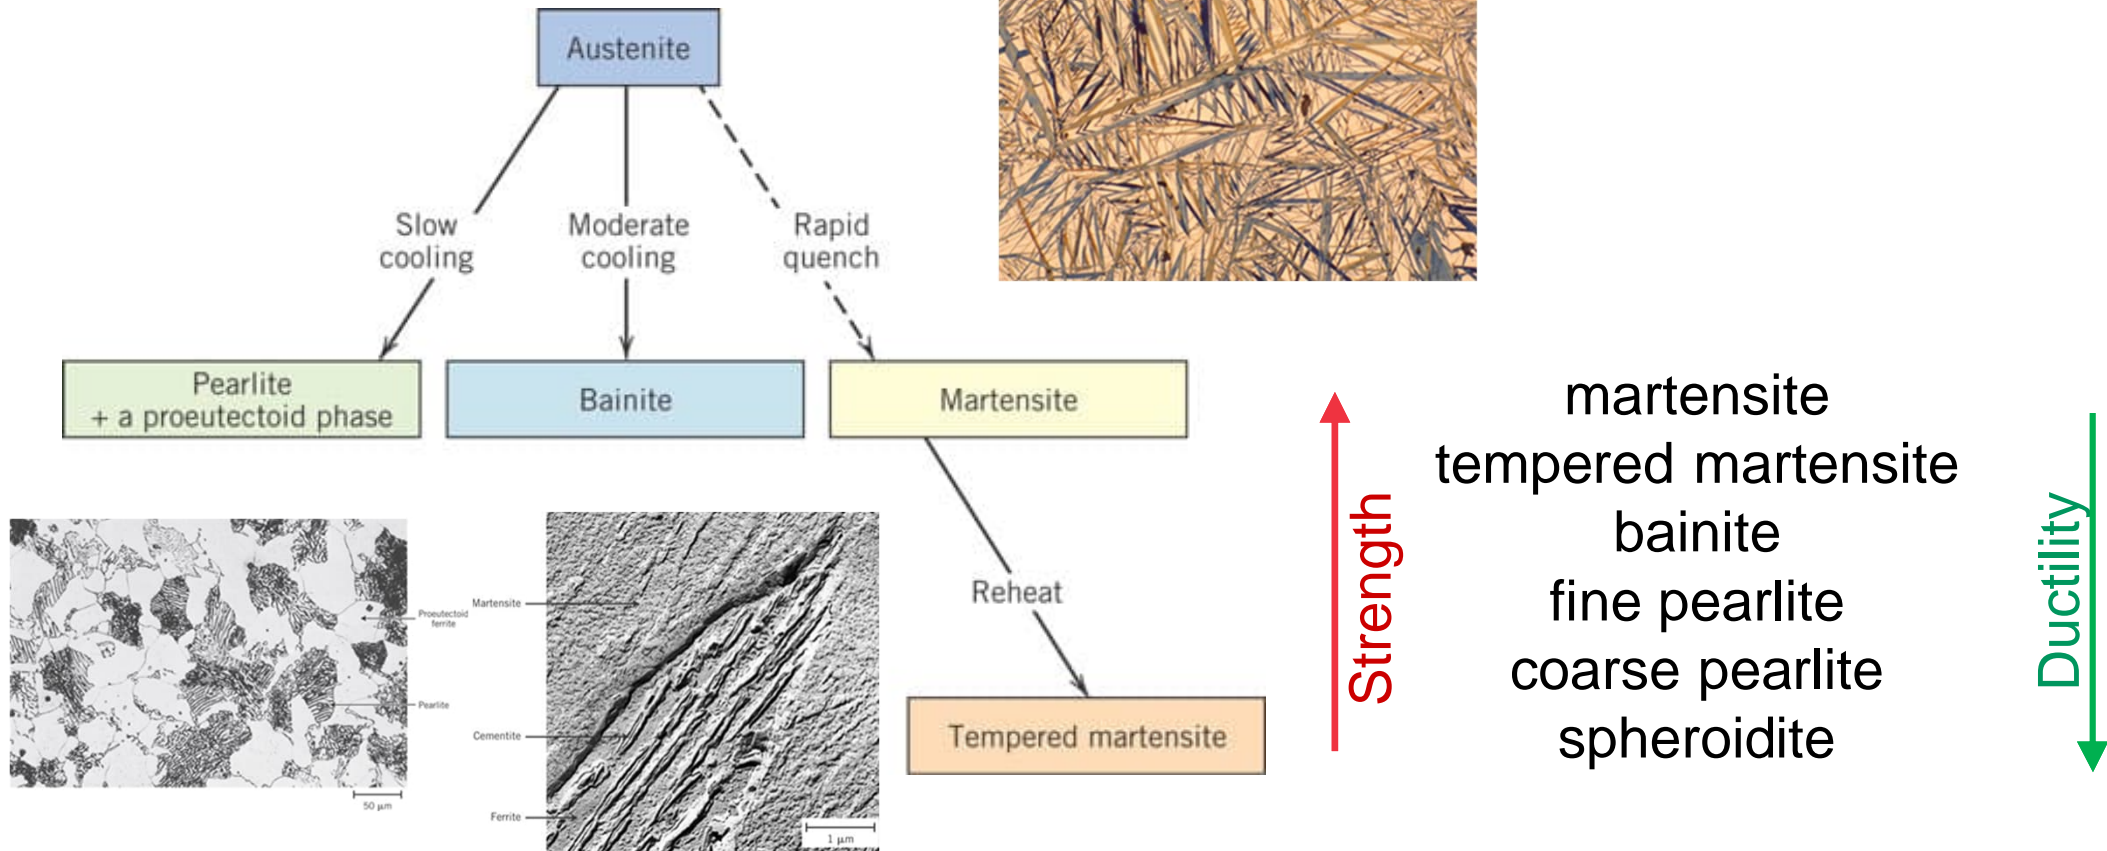 Austenite
Slow
cooling
Moderate
cooling
Rapid
quench
Pearlite
+ a proeutectoid phase
Bainite
Martensite
Reheat
Tempered martensite
Proeutectoid
ferrite
Pearlite
50 μm
Martensite
Cementite
Ferrite
1 μm
Strength
martensite
tempered martensite
bainite
fine pearlite
coarse pearlite
spheroidite
Ductility